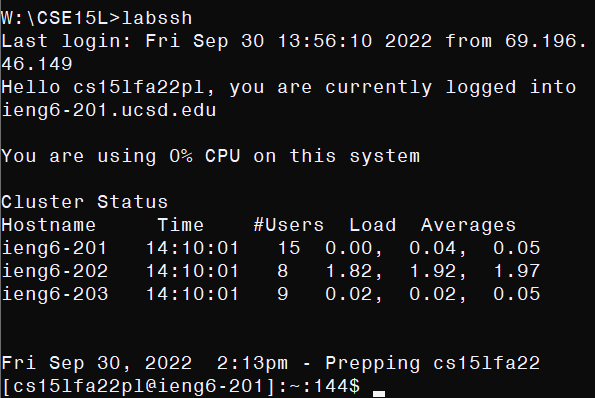 W:\CSE15L>labssh
Last login: Fri Sep 30 13:56:10 2022 from 69.196.
46.149
Hello cs15lfa22pl, you are currently logged into
ieng6-201.ucsd.edu
You are using 0% CPU on this system
Cluster Status
Hostname     Time    #Users  Load  Averages
ieng6-201   14:10:01   15  0.00,  0.04,  0.05
ieng6-202   14:10:01   8   1.82,  1.92,  1.97
ieng6-203   14:10:01   9   0.02,  0.02,  0.05
Fri Sep 30, 2022  2:13pm - Prepping cs15lfa22
[cs15lfa22pl@ieng6-201]:~:144$